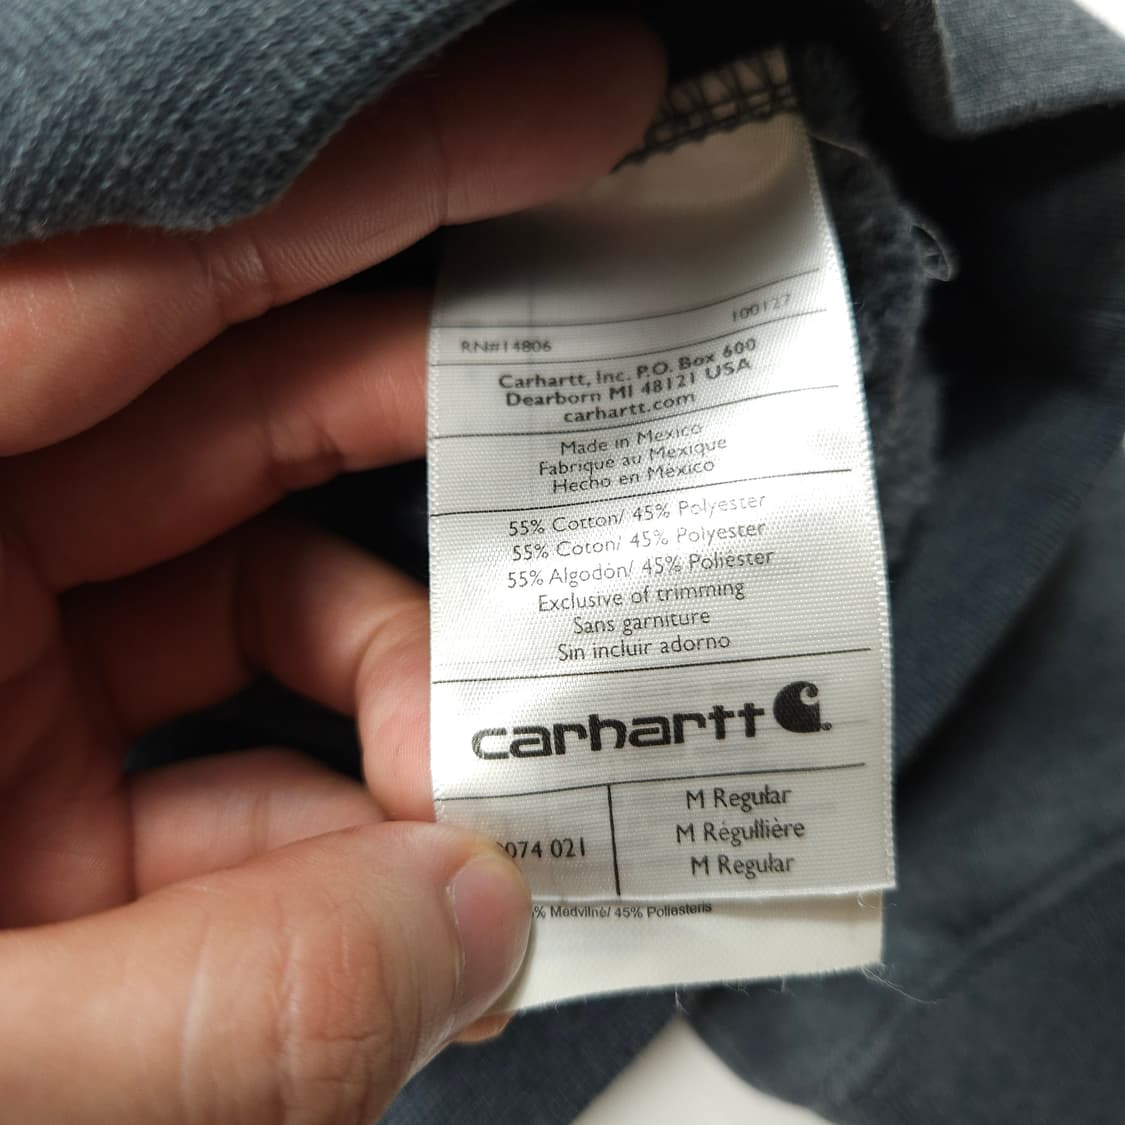 100127
RN#14806
Carhartt, Inc. P.O. Box 600
Dearborn MI 48121 USA
carhartt.com
Made in Mexico
Fabriqué au Mexique
Hecho en México
55% Cotton/ 45% Polyester
55% Coton/ 45% Polyester
55% Algodón/ 45% Poliéster
Exclusive of trimming
Sans garniture
Sin incluir adorno
carhartt
074 021
M Regular
M Régullière
M Regular
% Medvilnė/ 45% Poliesteris